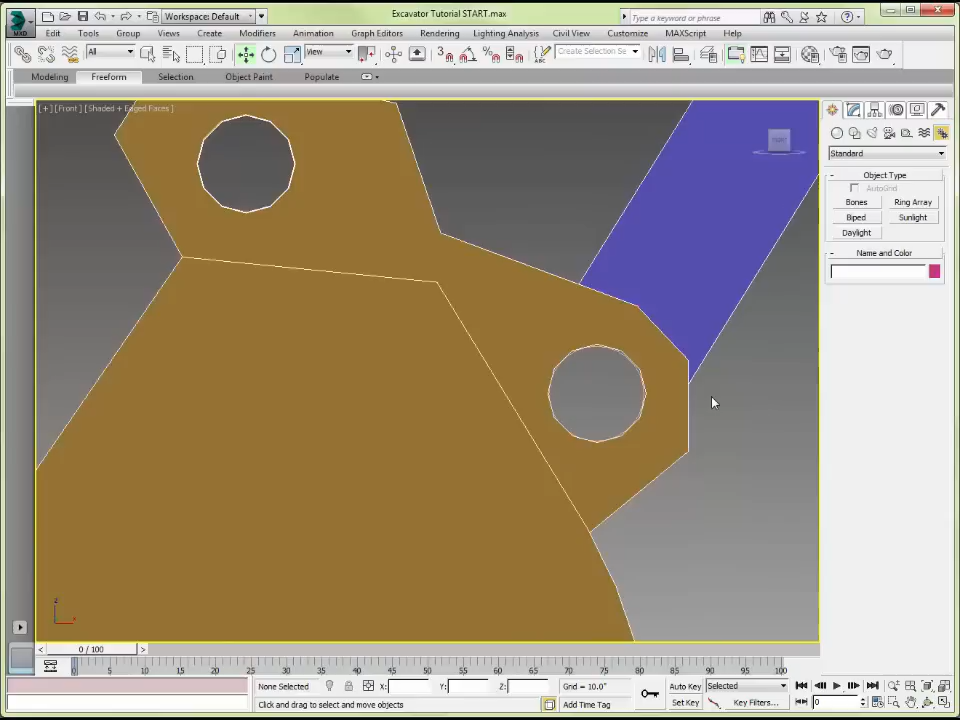 Workspace: Default
Excavator Tutorial START.max
Type a keyword or phrase
MXD
Edit Tools Group Views Create Modifiers Animation Graph Editors Rendering Lighting Analysis Civil View Customize MAXScript Help
All
View
Create Selection Se
Modeling Freeform Selection Object Paint Populate
[+] [Front] [Shaded + Edged Faces]
Standard
Object Type
AutoGrid
Bones Ring Array
Biped Sunlight
Daylight
Name and Color
z
x
0 / 100
0 5 10 15 20 25 30 35 40 45 50 55 60 65 70 75 80 85 90 95 100
None Selected X: Y: Z: Grid = 10.0" Auto Key Selected
Click and drag to select and move objects Add Time Tag Set Key Key Filters... 0